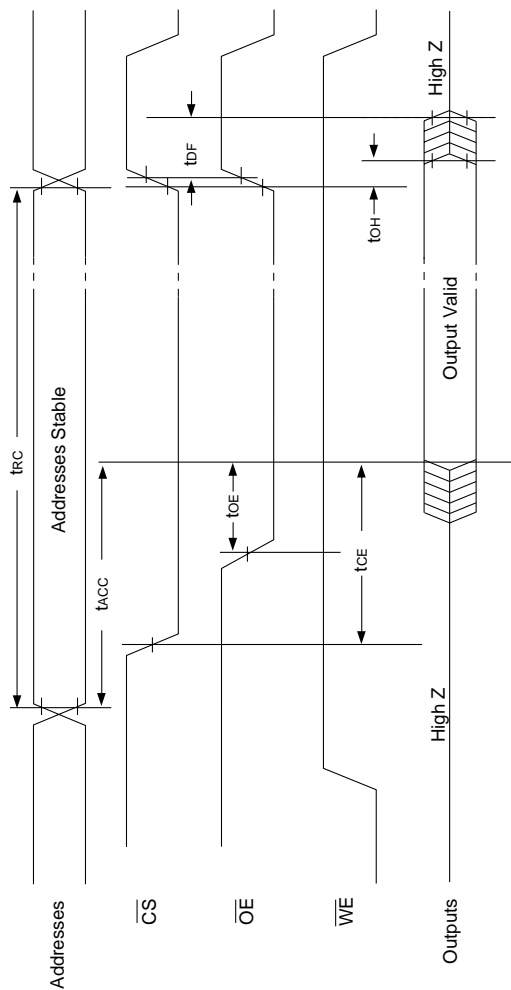 tRC
Addresses
Addresses Stable
tACC
CS
tDF
OE
tOE
WE
tCE
tOH
Outputs
High Z
Output Valid
High Z